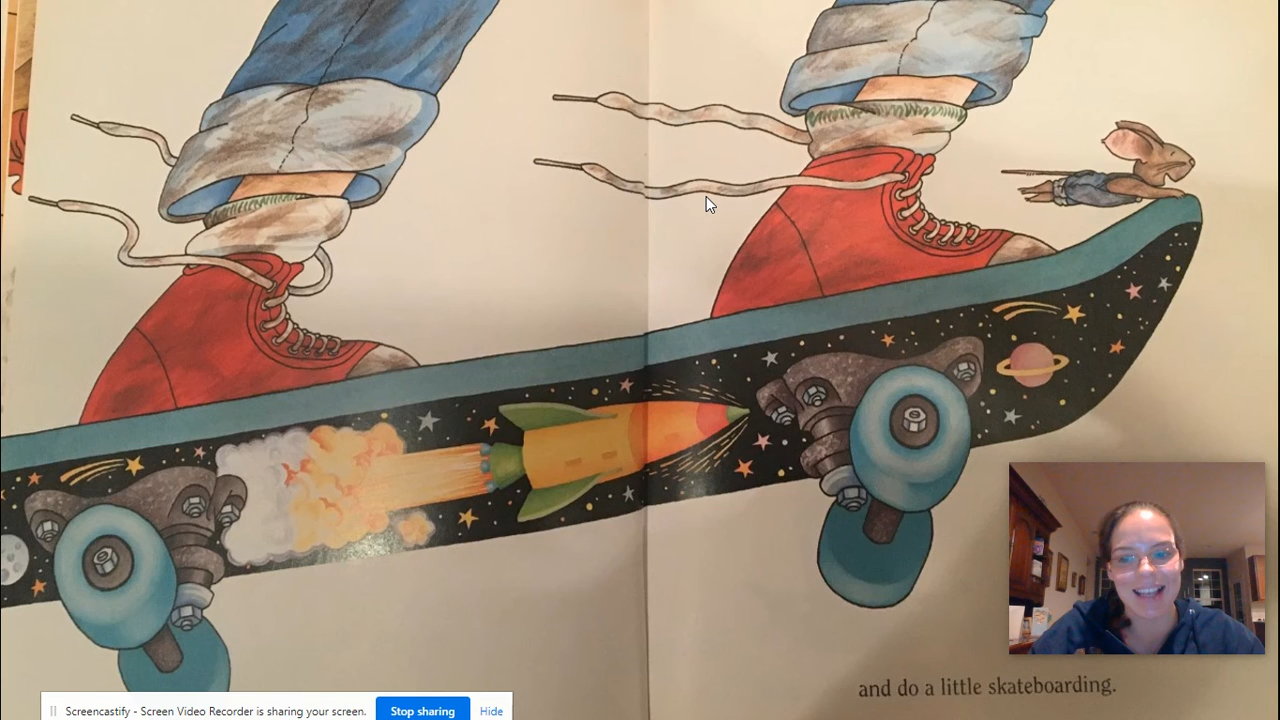 and do a little skateboarding.
Screencastify - Screen Video Recorder is sharing your screen. Stop sharing Hide